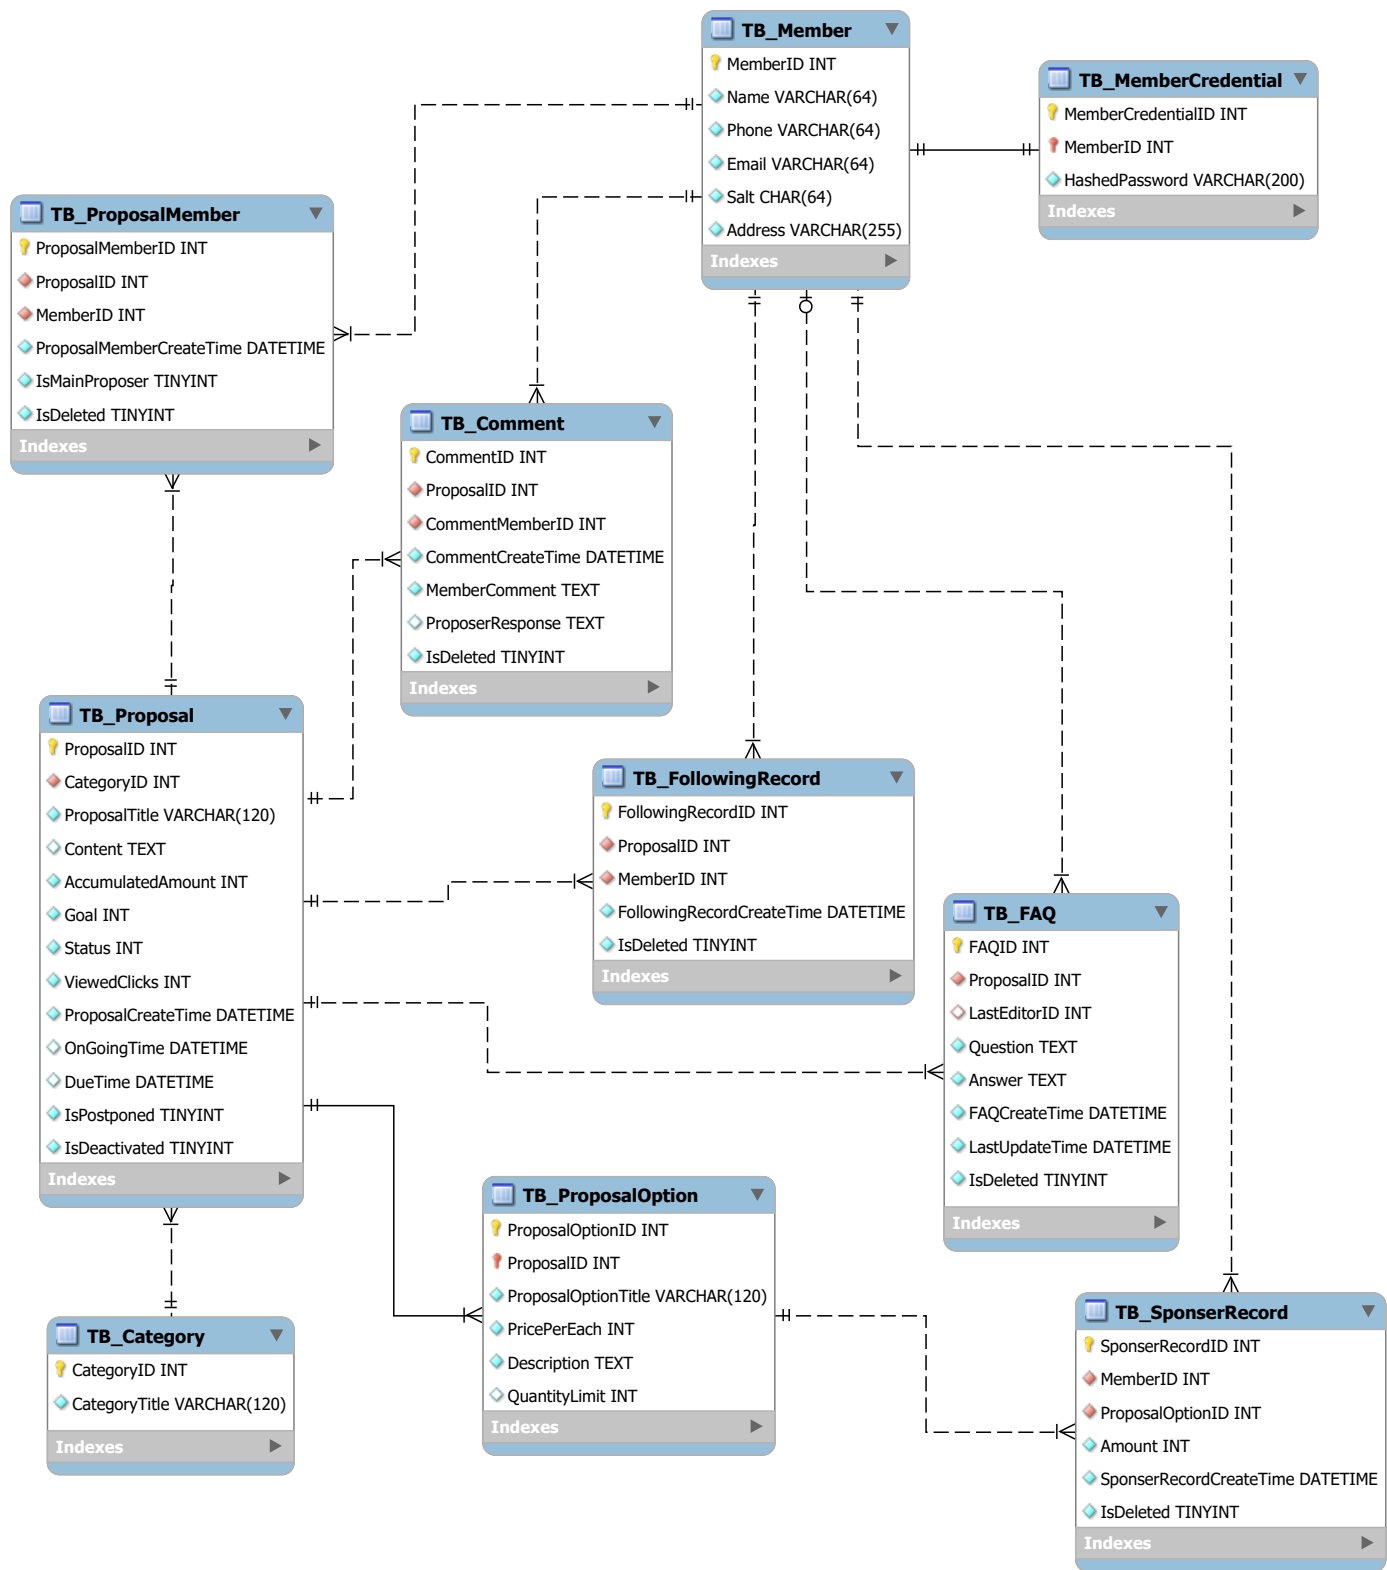 TB_Member
MemberID INT
Name VARCHAR(64)
Phone VARCHAR(64)
Email VARCHAR(64)
Salt CHAR(64)
Address VARCHAR(255)
Indexes
TB_MemberCredential
MemberCredentialID INT
MemberID INT
HashedPassword VARCHAR(200)
Indexes
TB_ProposalMember
ProposalMemberID INT
ProposalID INT
MemberID INT
ProposalMemberCreateTime DATETIME
IsMainProposer TINYINT
IsDeleted TINYINT
Indexes
TB_Comment
CommentID INT
ProposalID INT
CommentMemberID INT
CommentCreateTime DATETIME
MemberComment TEXT
ProposerResponse TEXT
IsDeleted TINYINT
Indexes
TB_Proposal
ProposalID INT
CategoryID INT
ProposalTitle VARCHAR(120)
Content TEXT
AccumulatedAmount INT
Goal INT
Status INT
ViewedClicks INT
ProposalCreateTime DATETIME
OnGoingTime DATETIME
DueTime DATETIME
IsPostponed TINYINT
IsDeactivated TINYINT
Indexes
TB_FollowingRecord
FollowingRecordID INT
ProposalID INT
MemberID INT
FollowingRecordCreateTime DATETIME
IsDeleted TINYINT
Indexes
TB_FAQ
FAQID INT
ProposalID INT
LastEditorID INT
Question TEXT
Answer TEXT
FAQCreateTime DATETIME
LastUpdateTime DATETIME
IsDeleted TINYINT
Indexes
TB_ProposalOption
ProposalOptionID INT
ProposalID INT
ProposalOptionTitle VARCHAR(120)
PricePerEach INT
Description TEXT
QuantityLimit INT
Indexes
TB_Category
CategoryID INT
CategoryTitle VARCHAR(120)
Indexes
TB_SponserRecord
SponserRecordID INT
MemberID INT
ProposalOptionID INT
Amount INT
SponserRecordCreateTime DATETIME
IsDeleted TINYINT
Indexes